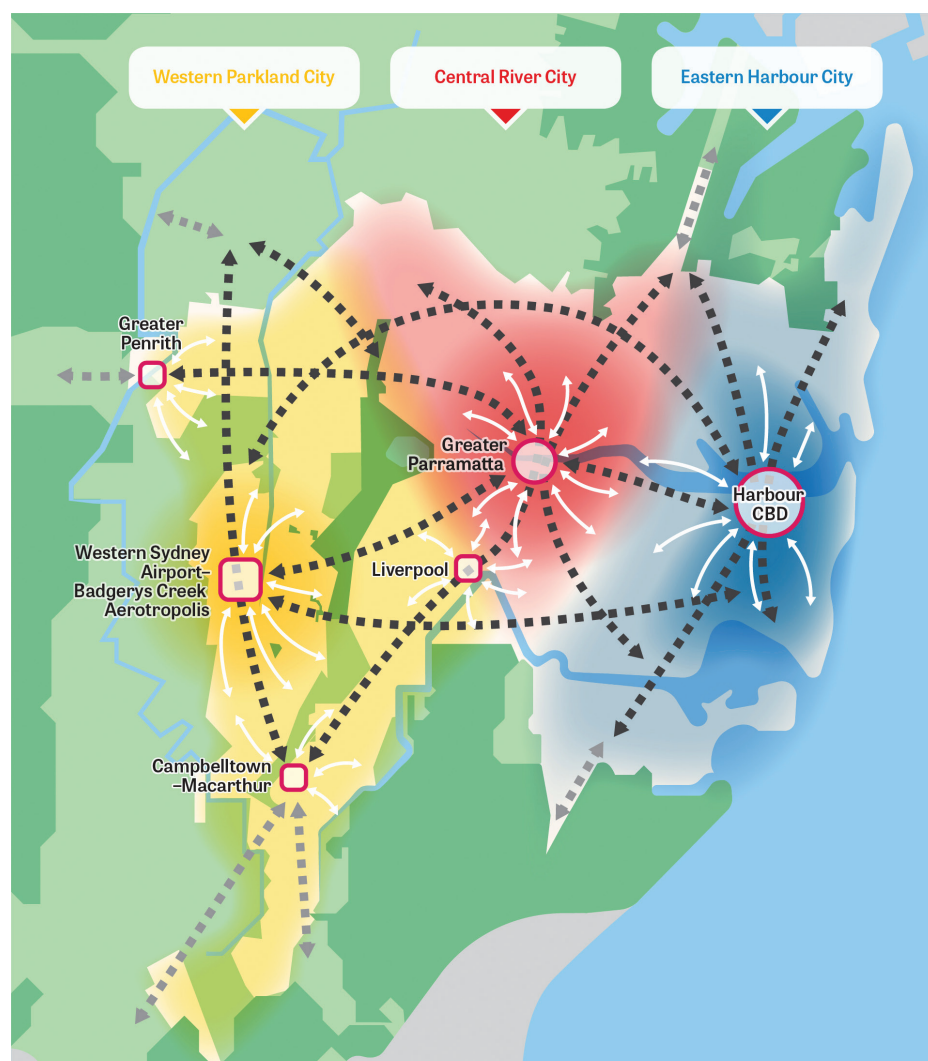 Western Parkland City
Central River City
Eastern Harbour City
Greater
Penrith
Greater
Parramatta
Harbour
CBD
Western Sydney
Airport–
Badgerys Creek
Aerotropolis
Liverpool
Campbelltown
–Macarthur